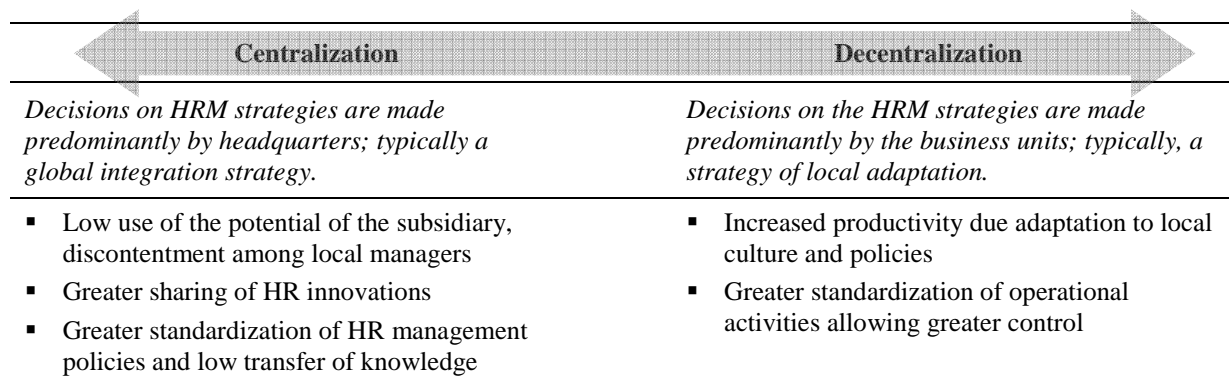 Centralization
Decentralization
Decisions on HRM strategies are made
predominantly by headquarters; typically a
global integration strategy.
Decisions on the HRM strategies are made
predominantly by the business units; typically, a
strategy of local adaptation.
▪ Low use of the potential of the subsidiary,
discontentment among local managers
▪ Greater sharing of HR innovations
▪ Greater standardization of HR management
policies and low transfer of knowledge
▪ Increased productivity due adaptation to local
culture and policies
▪ Greater standardization of operational
activities allowing greater control